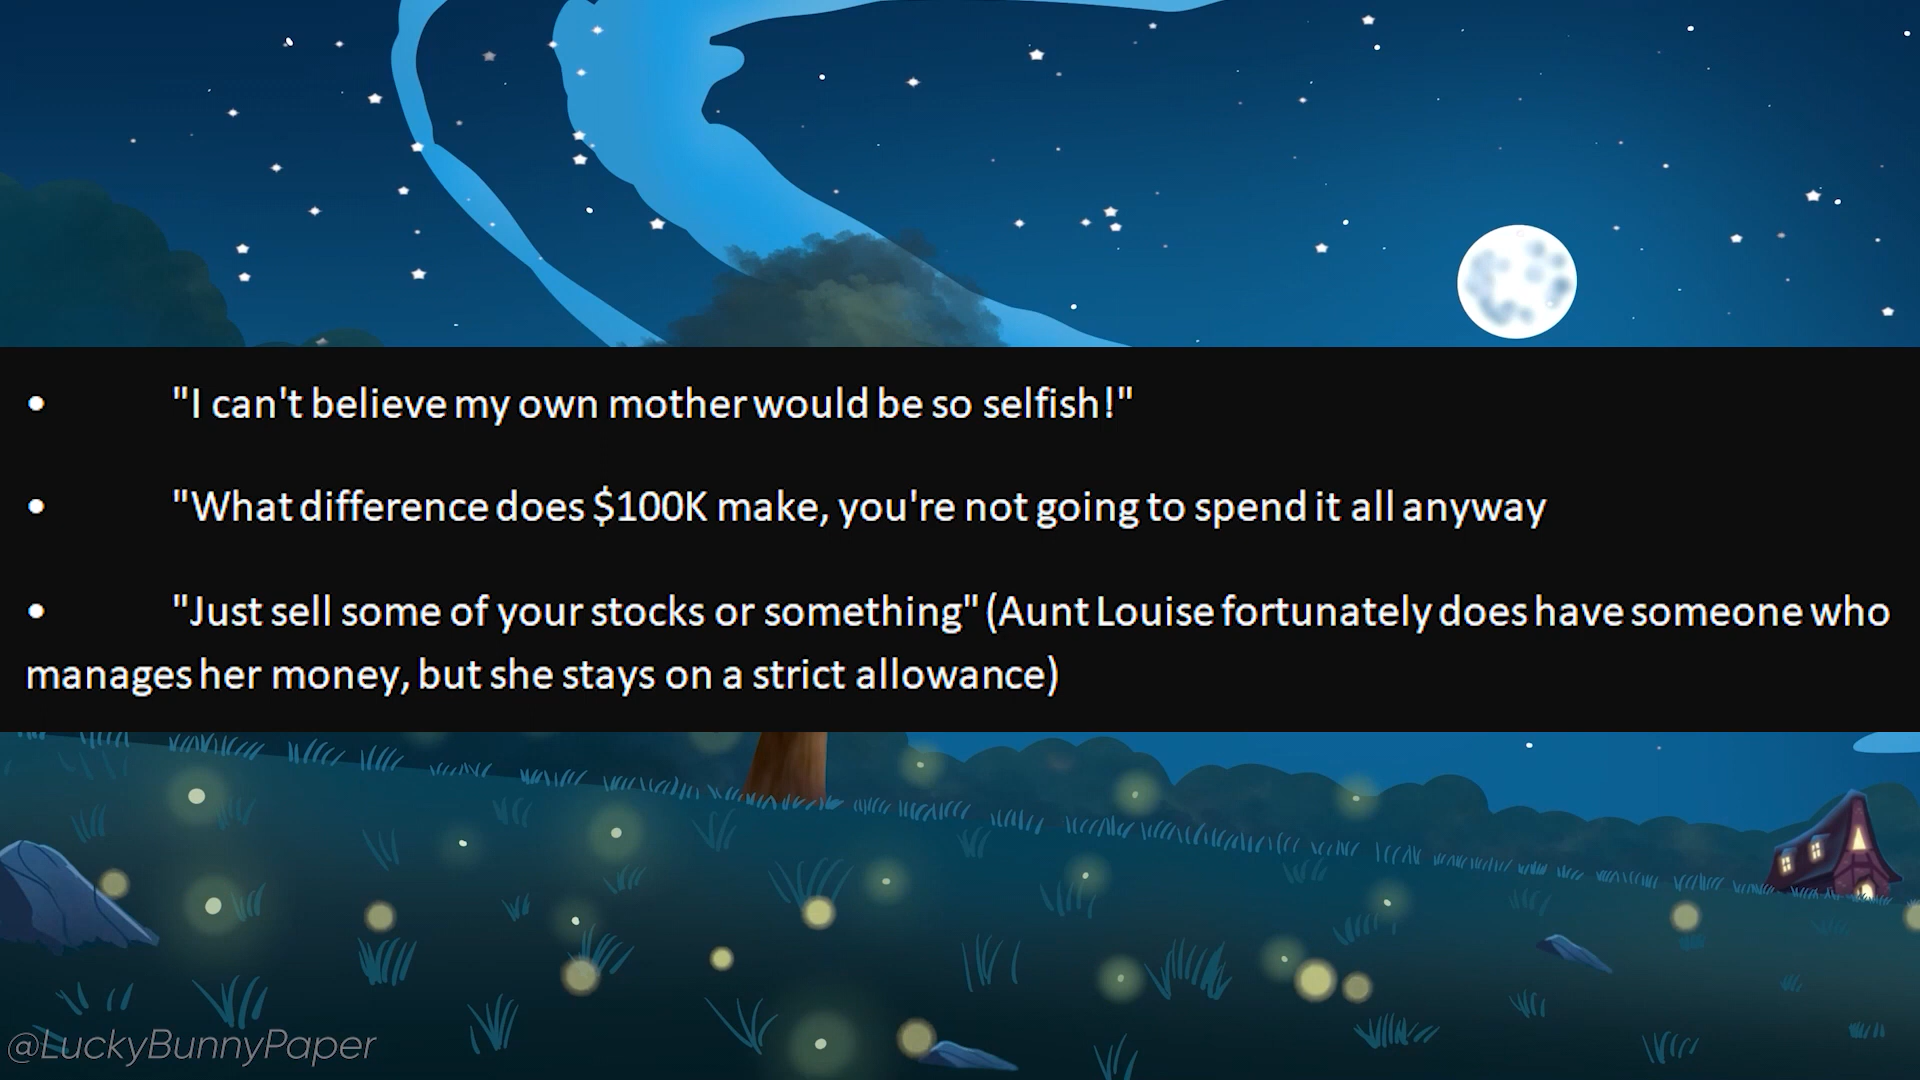 • "I can't believe my own mother would be so selfish!"
• "What difference does $100K make, you're not going to spend it all anyway
• "Just sell some of your stocks or something" (Aunt Louise fortunately does have someone who
manages her money, but she stays on a strict allowance)
@LuckyBunnyPaper